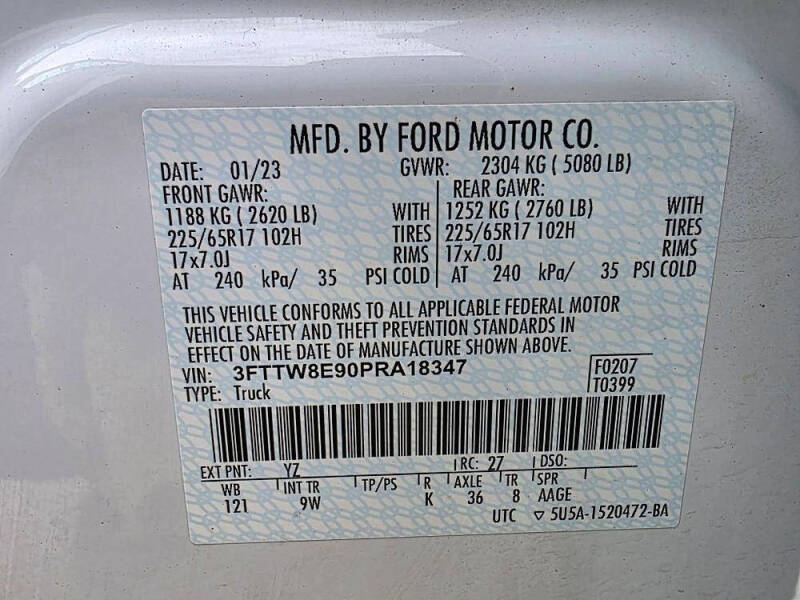 MFD. BY FORD MOTOR CO.
DATE: 01/23 GVWR: 2304 KG ( 5080 LB)
FRONT GAWR: REAR GAWR:
1188 KG ( 2620 LB) WITH 1252 KG ( 2760 LB) WITH
225/65R17 102H TIRES 225/65R17 102H TIRES
17x7.0J RIMS 17x7.0J RIMS
AT 240 kPa/ 35 PSI COLD AT 240 kPa/ 35 PSI COLD
THIS VEHICLE CONFORMS TO ALL APPLICABLE FEDERAL MOTOR
VEHICLE SAFETY AND THEFT PREVENTION STANDARDS IN
EFFECT ON THE DATE OF MANUFACTURE SHOWN ABOVE.
VIN: 3FTTW8E90PRA18347 F0207
TYPE: Truck T0399
EXT PNT: YZ RC: 27 DSO:
WB INT TR TP/PS R AXLE TR SPR
121 9W K 36 8 AAGE
UTC ▽ 5U5A-1520472-BA